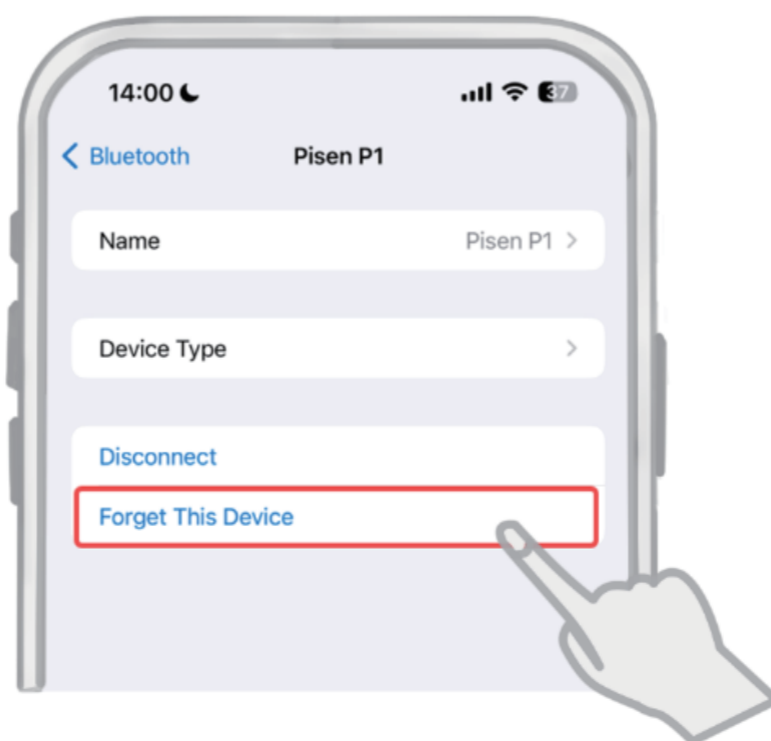 14:00 37
Bluetooth Pisen P1
Name Pisen P1
Device Type
Disconnect
Forget This Device